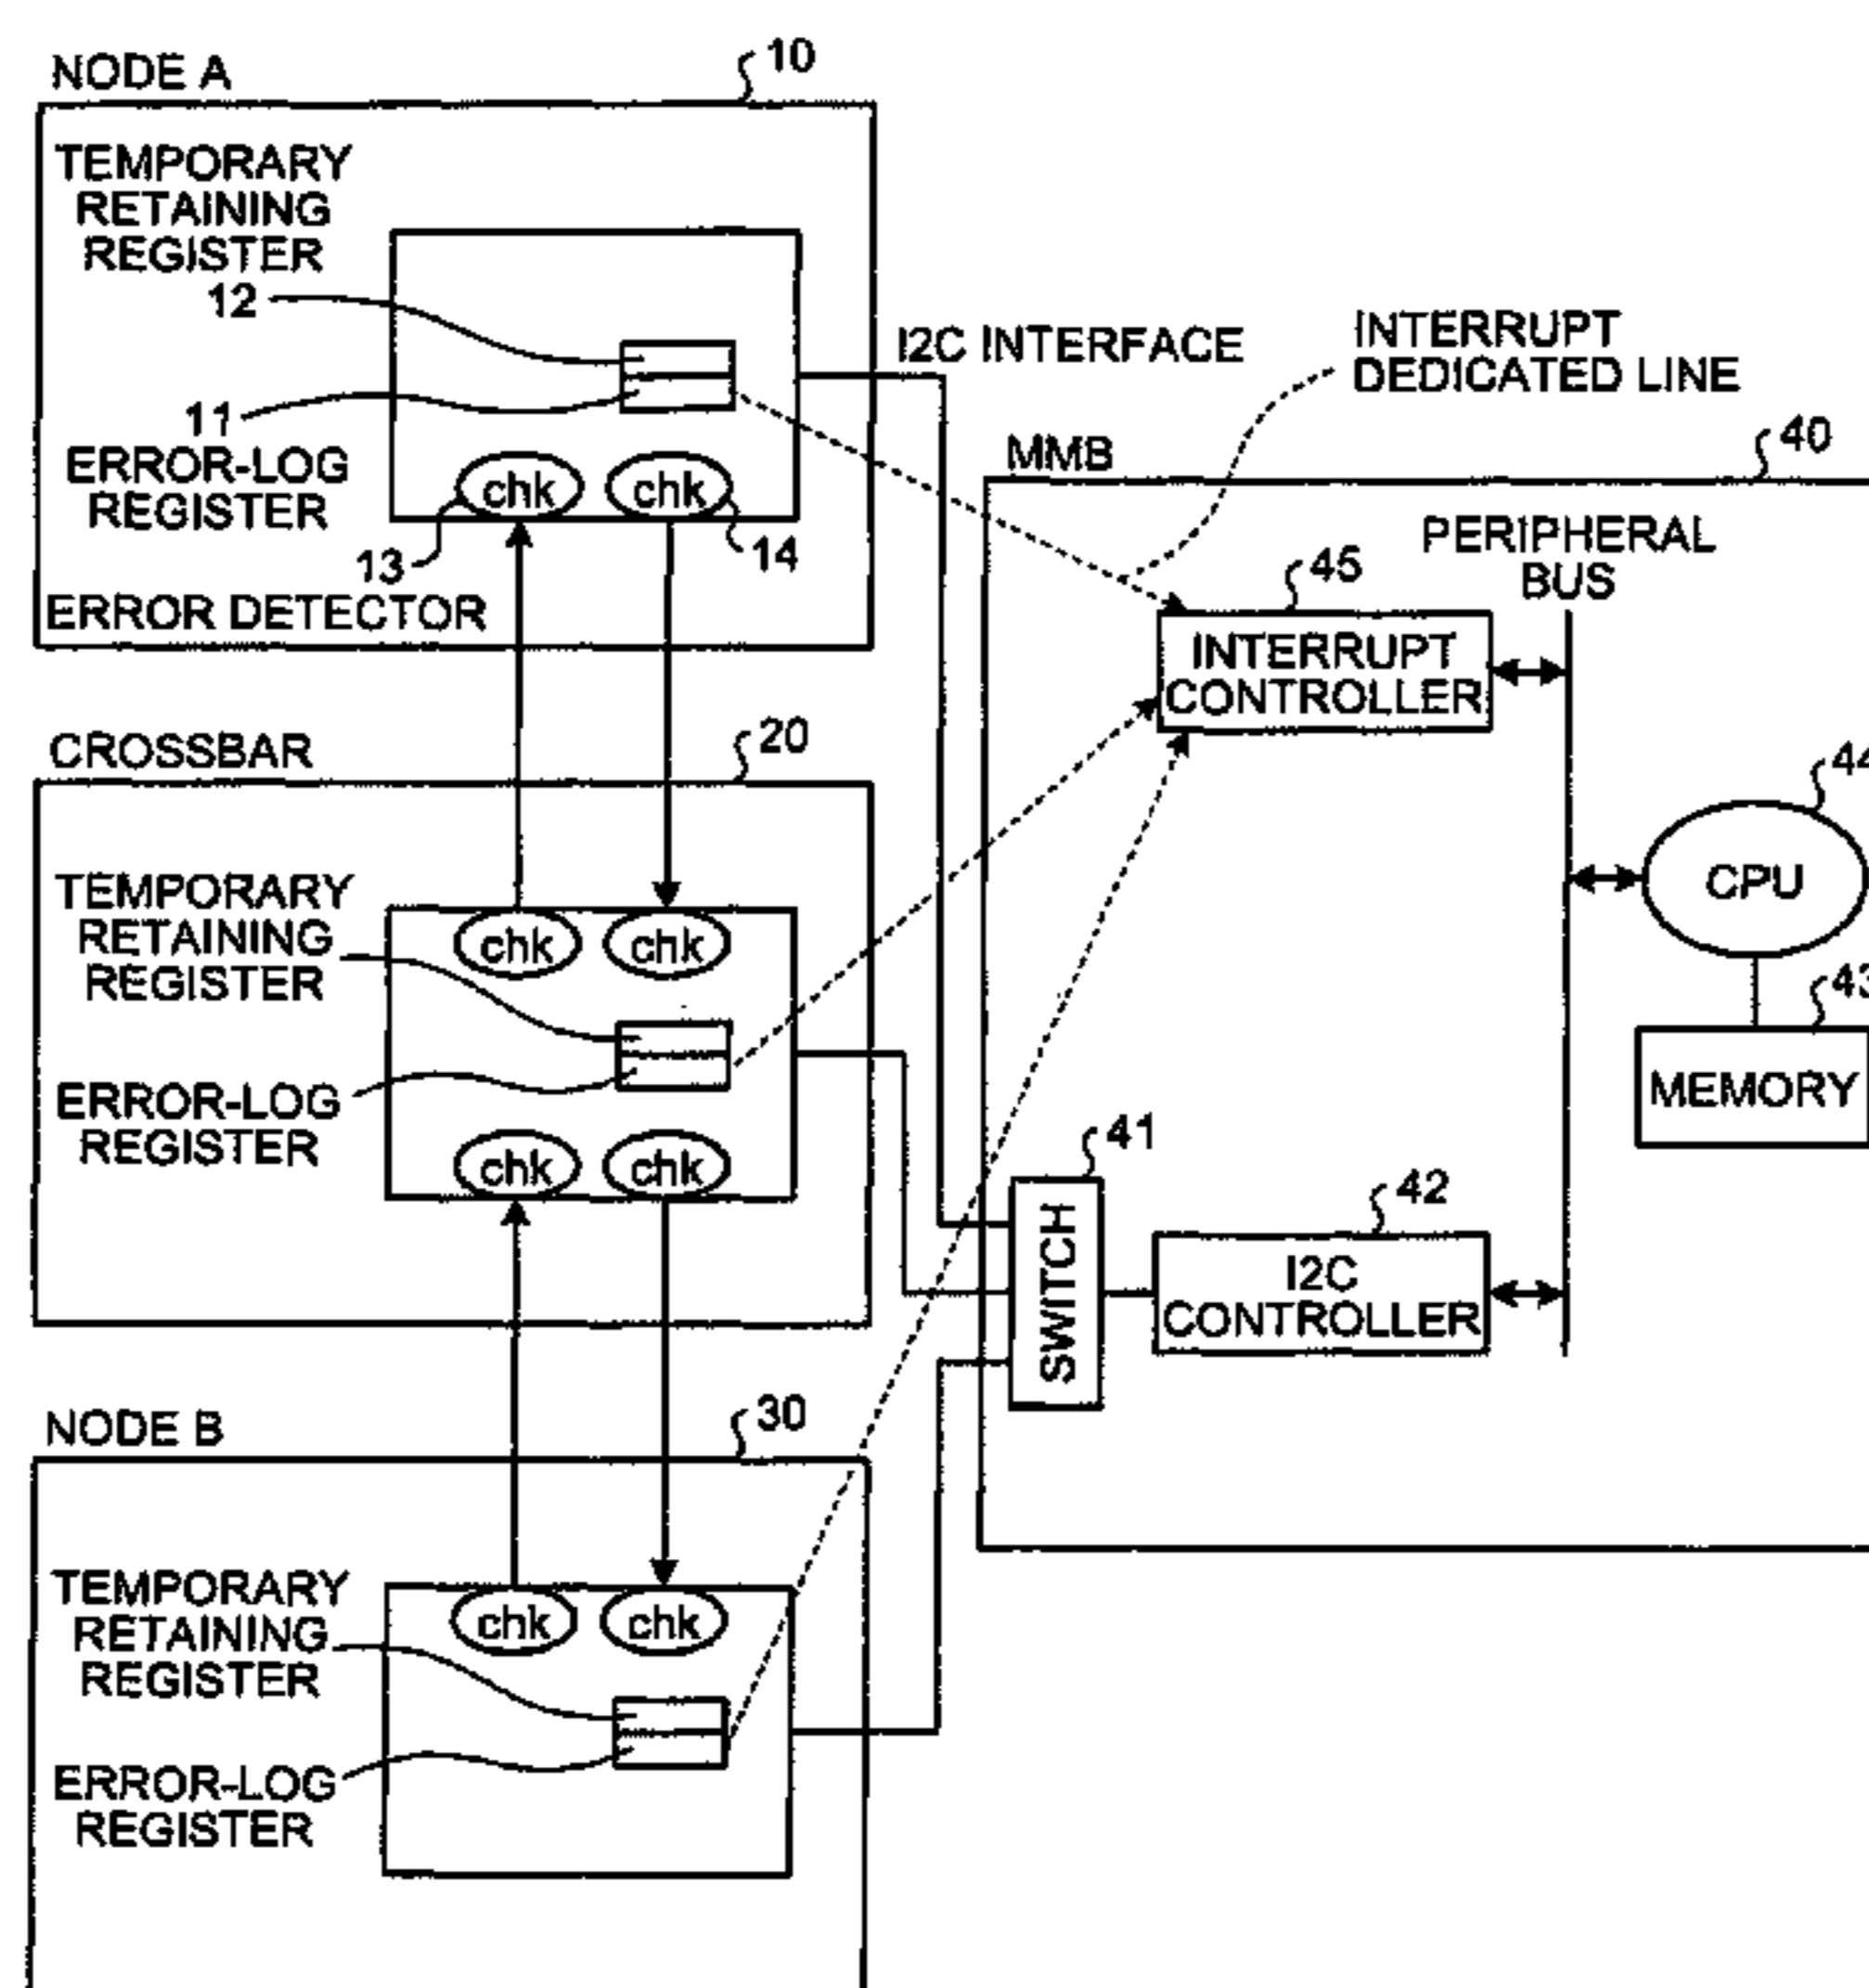 NODE A
10
TEMPORARY
RETAINING
REGISTER
12
11
ERROR-LOG
REGISTER
chk
chk
13
14
ERROR DETECTOR
I2C INTERFACE
INTERRUPT
DEDICATED LINE
MMB
40
PERIPHERAL
BUS
45
INTERRUPT
CONTROLLER
CROSSBAR
20
TEMPORARY
RETAINING
REGISTER
chk
chk
ERROR-LOG
REGISTER
chk
chk
44
CPU
43
MEMORY
41
SWITCH
42
I2C
CONTROLLER
NODE B
30
TEMPORARY
RETAINING
REGISTER
chk
chk
ERROR-LOG
REGISTER